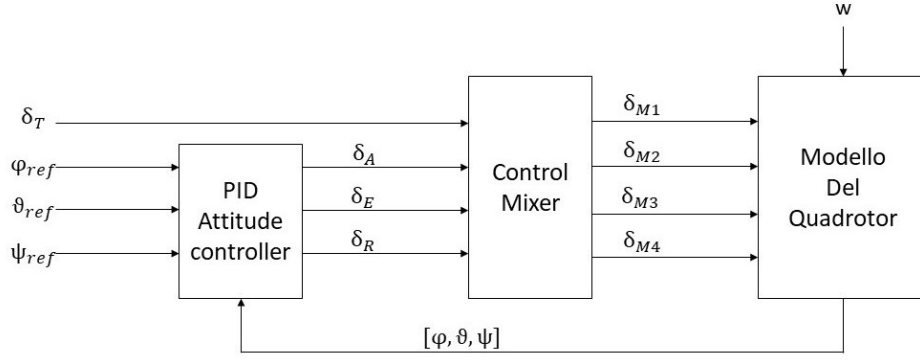 w
δ_T
φ_ref
ϑ_ref
ψ_ref
PID
Attitude
controller
δ_A
δ_E
δ_R
Control
Mixer
δ_M1
δ_M2
δ_M3
δ_M4
Modello
Del
Quadrotor
[φ, ϑ, ψ]